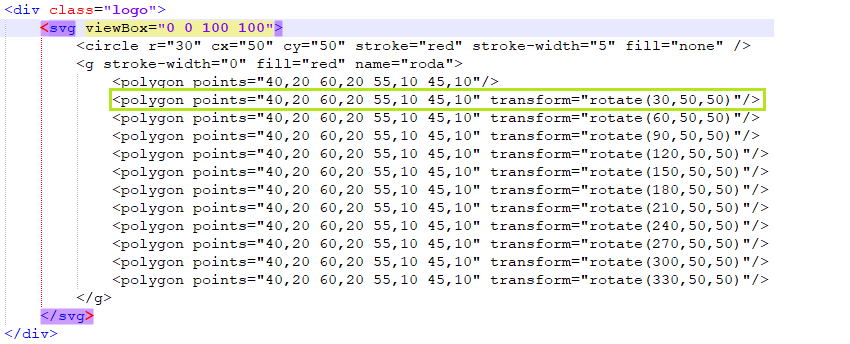 <div class="logo">
<svg viewBox="0 0 100 100">
<circle r="30" cx="50" cy="50" stroke="red" stroke-width="5" fill="none" />
<g stroke-width="0" fill="red" name="roda">
<polygon points="40,20 60,20 55,10 45,10"/>
<polygon points="40,20 60,20 55,10 45,10" transform="rotate(30,50,50)"/>
<polygon points="40,20 60,20 55,10 45,10" transform="rotate(60,50,50)"/>
<polygon points="40,20 60,20 55,10 45,10" transform="rotate(90,50,50)"/>
<polygon points="40,20 60,20 55,10 45,10" transform="rotate(120,50,50)"/>
<polygon points="40,20 60,20 55,10 45,10" transform="rotate(150,50,50)"/>
<polygon points="40,20 60,20 55,10 45,10" transform="rotate(180,50,50)"/>
<polygon points="40,20 60,20 55,10 45,10" transform="rotate(210,50,50)"/>
<polygon points="40,20 60,20 55,10 45,10" transform="rotate(240,50,50)"/>
<polygon points="40,20 60,20 55,10 45,10" transform="rotate(270,50,50)"/>
<polygon points="40,20 60,20 55,10 45,10" transform="rotate(300,50,50)"/>
<polygon points="40,20 60,20 55,10 45,10" transform="rotate(330,50,50)"/>
</g>
</svg>
</div>